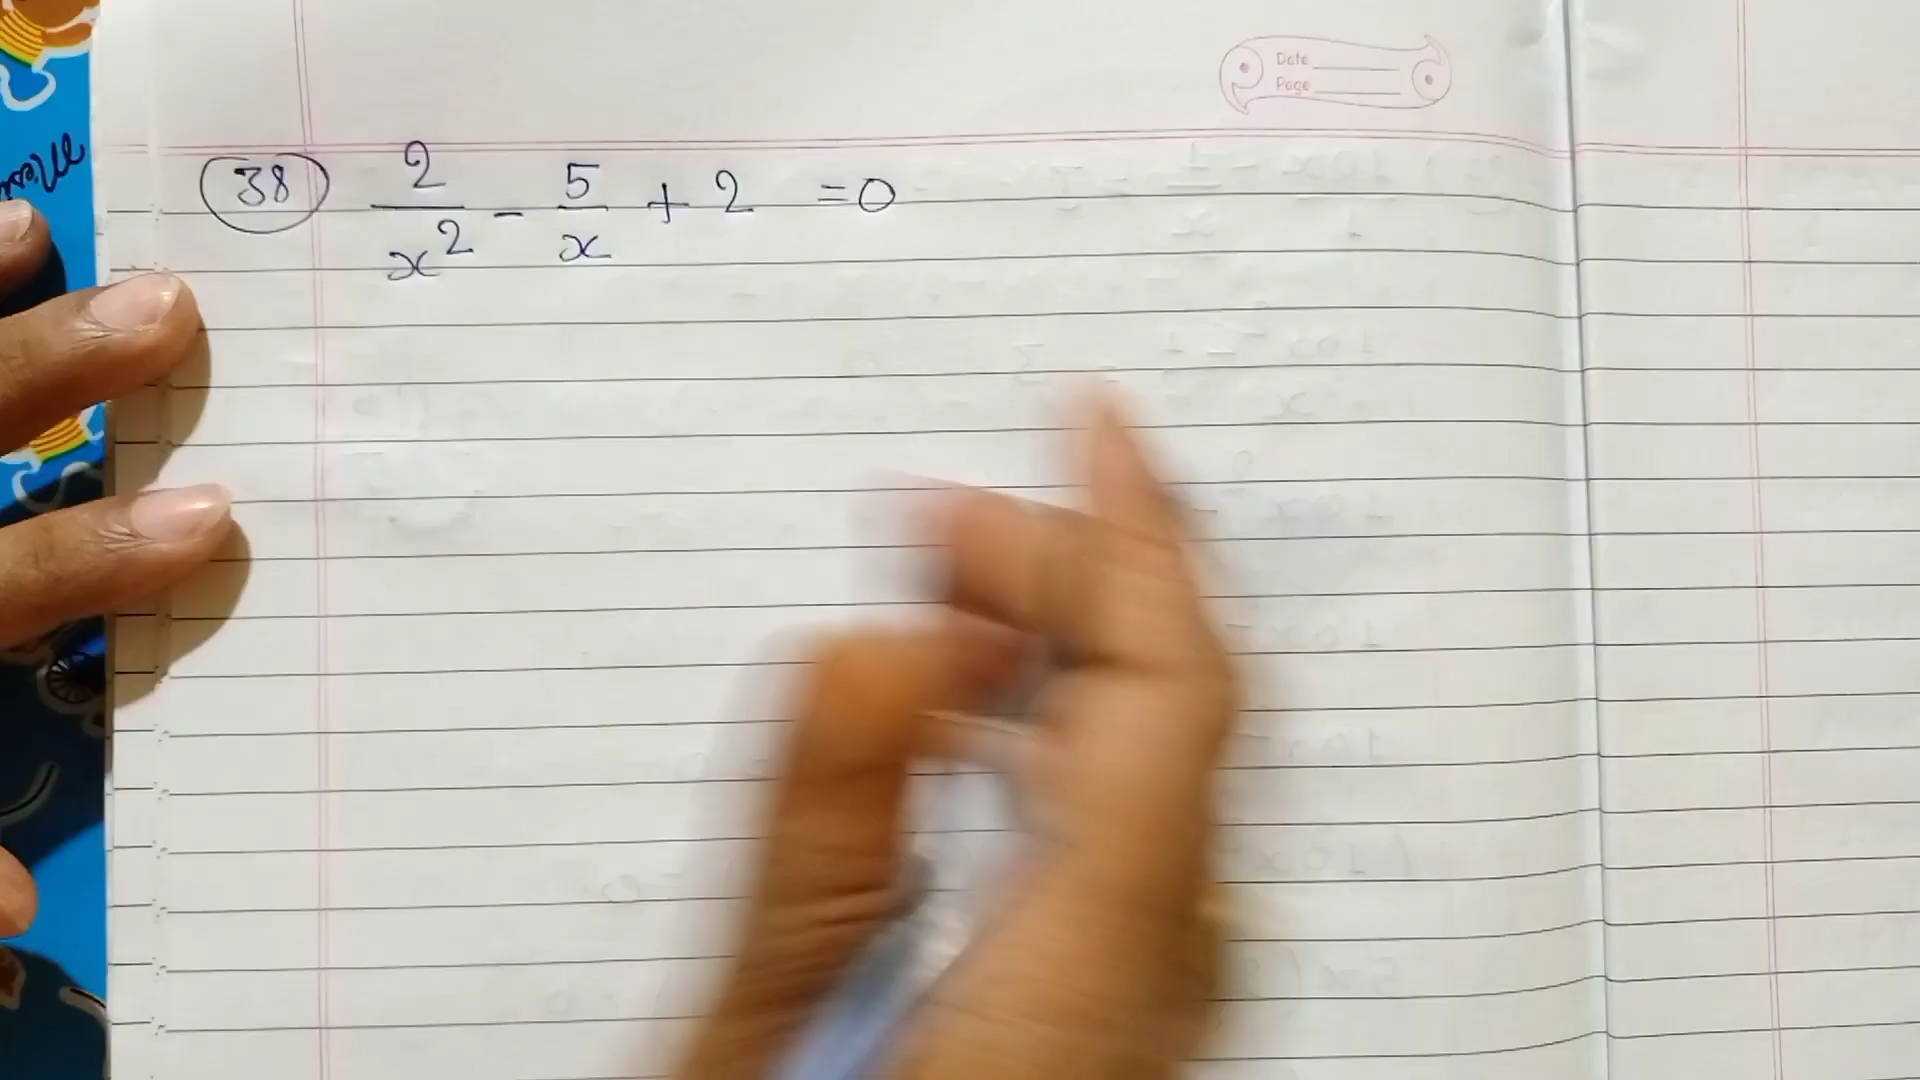 Date
Page
38 2/x² - 5/x + 2 = 0